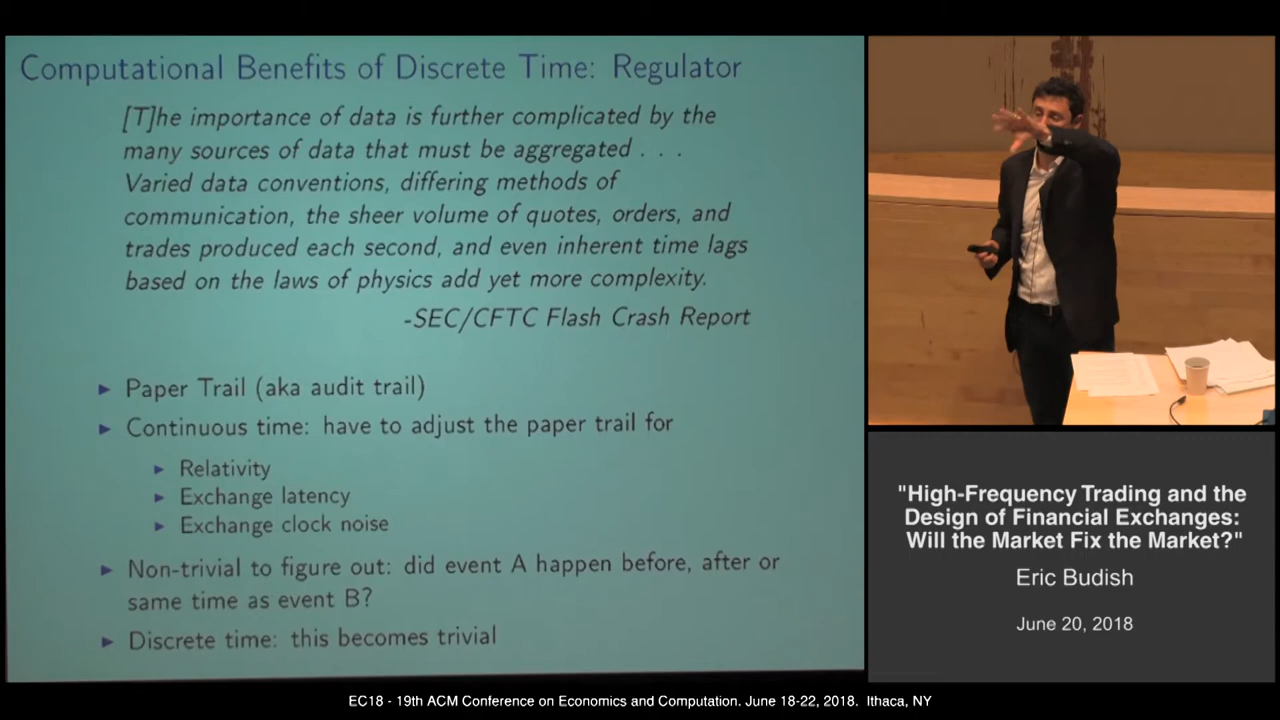 Computational Benefits of Discrete Time: Regulator
[T]he importance of data is further complicated by the
many sources of data that must be aggregated . . .
Varied data conventions, differing methods of
communication, the sheer volume of quotes, orders, and
trades produced each second, and even inherent time lags
based on the laws of physics add yet more complexity.
-SEC/CFTC Flash Crash Report
Paper Trail (aka audit trail)
Continuous time: have to adjust the paper trail for
Relativity
Exchange latency
Exchange clock noise
Non-trivial to figure out: did event A happen before, after or
same time as event B?
Discrete time: this becomes trivial
"High-Frequency Trading and the
Design of Financial Exchanges:
Will the Market Fix the Market?"
Eric Budish
June 20, 2018
EC18 - 19th ACM Conference on Economics and Computation. June 18-22, 2018. Ithaca, NY